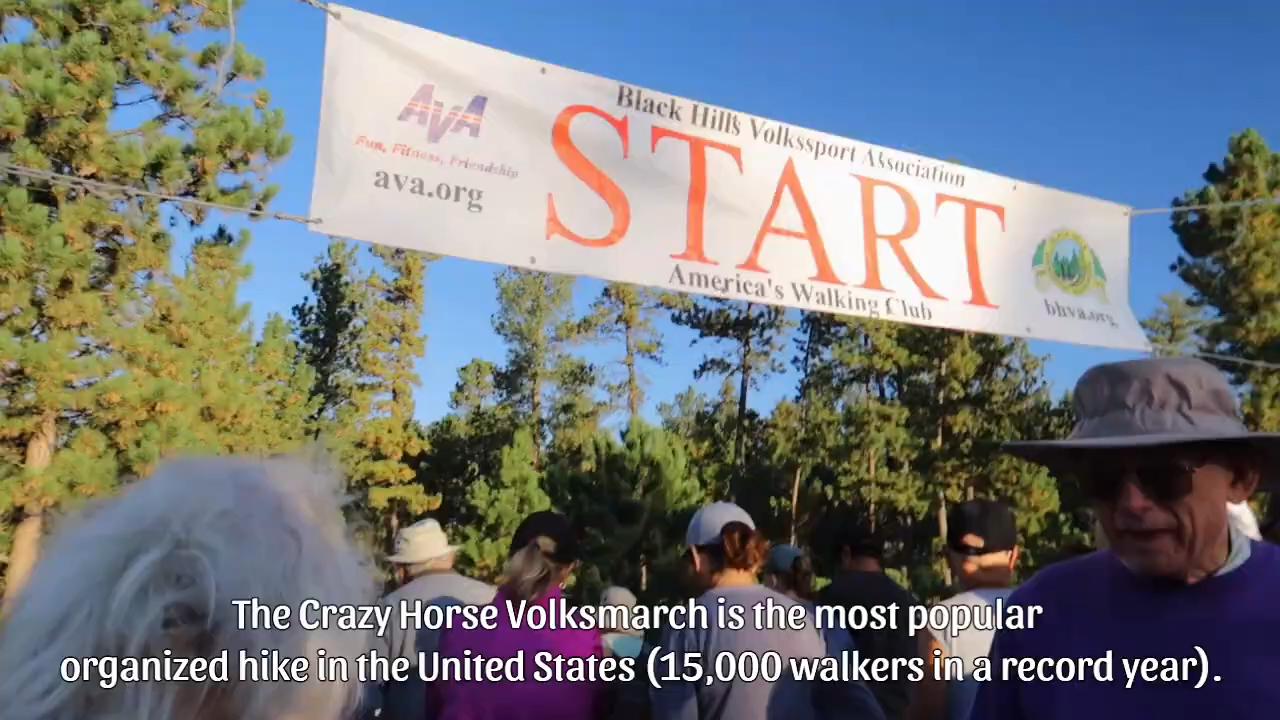 Black Hills Volkssport Association
AVA
Fun, Fitness, Friendship
ava.org
START
America's Walking Club
bhva.org
The Crazy Horse Volksmarch is the most popular
organized hike in the United States (15,000 walkers in a record year).